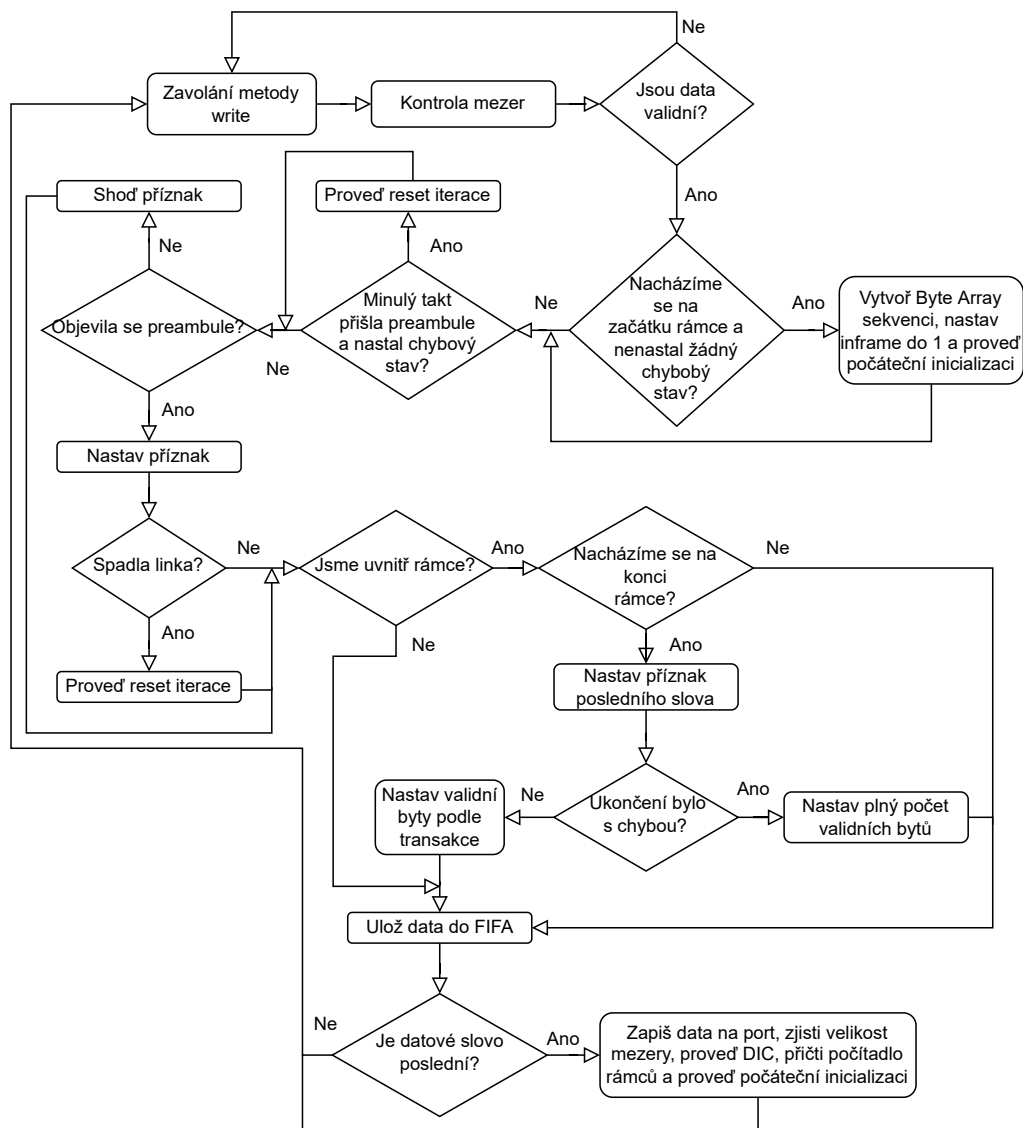 Ne
Zavolání metody
write
Kontrola mezer
Jsou data
validní?
Ano
Shoď příznak
Proveď reset iterace
Ne
Ano
Objevila se preambule?
Ne
Minulý takt
přišla preambule
a nastal chybový
stav?
Ne
Nacházíme
se na
začátku rámce a
nenastal žádný
chybobý
stav?
Ano
Vytvoř Byte Array
sekvenci, nastav
inframe do 1 a proveď
počáteční inicializaci
Ano
Nastav příznak
Spadla linka?
Ne
Jsme uvnitř rámce?
Ano
Nacházíme se na
konci
rámce?
Ne
Ano
Proveď reset iterace
Ne
Ano
Nastav příznak
posledního slova
Nastav validní
byty podle
transakce
Ne
Ukončení bylo
s chybou?
Ano
Nastav plný počet
validních bytů
Ulož data do FIFA
Ne
Je datové slovo
poslední?
Ano
Zapiš data na port, zjisti velikost
mezery, proveď DIC, přičti počítadlo
rámců a proveď počáteční inicializaci